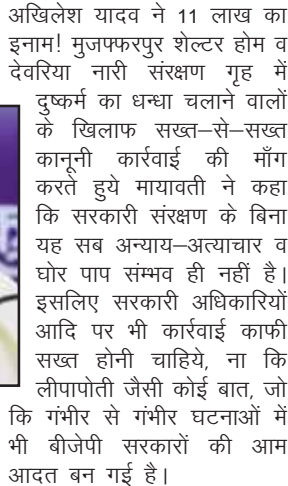 अखिलेश यादव ने 11 लाख का
इनाम! मुजफ्फरपुर शेल्टर होम व
देवरिया नारी संरक्षण गृह में
दुष्कर्म का धन्धा चलाने वालों
के खिलाफ सख्त–से–सख्त
कानूनी कार्रवाई की माँग
करते हुये मायावती ने कहा
कि सरकारी संरक्षण के बिना
यह सब अन्याय–अत्याचार व
घोर पाप संम्भव ही नहीं है।
इसलिए सरकारी अधिकारियों
आदि पर भी कार्रवाई काफी
सख्त होनी चाहिये, ना कि
लीपापोती जैसी कोई बात, जो
कि गंभीर से गंभीर घटनाओं में
भी बीजेपी सरकारों की आम
आदत बन गई है।